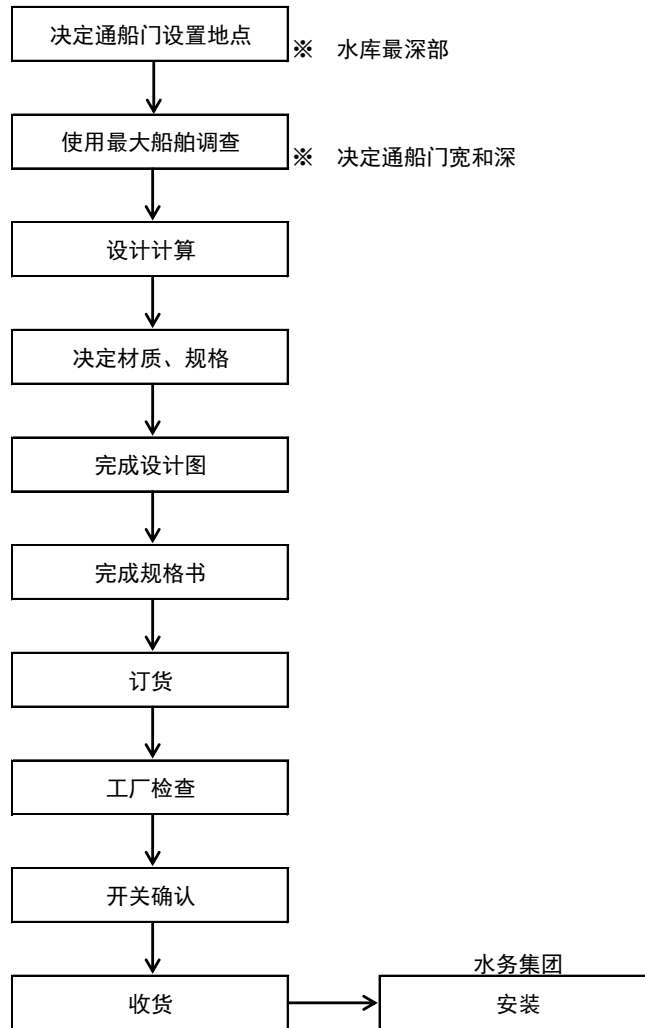 决定通船门设置地点
※ 水库最深部
使用最大船舶调查
※ 决定通船门宽和深
设计计算
决定材质、规格
完成设计图
完成规格书
订货
工厂检查
开关确认
水务集团
收货
安装